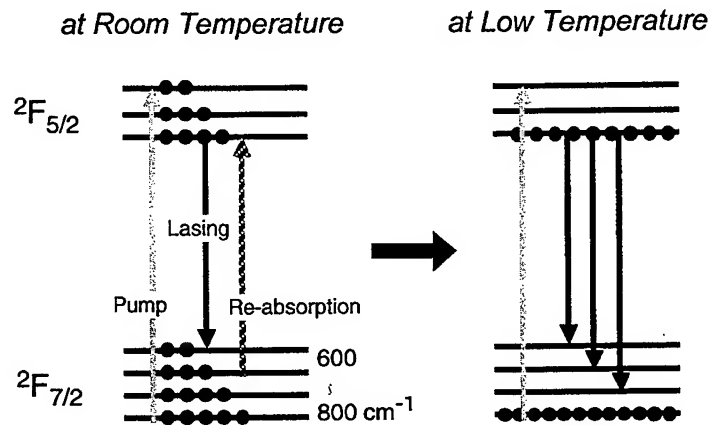 at Room Temperature
at Low Temperature
²F₅/₂
Lasing
Pump
Re-absorption
²F₇/₂
600
~
800 cm⁻¹